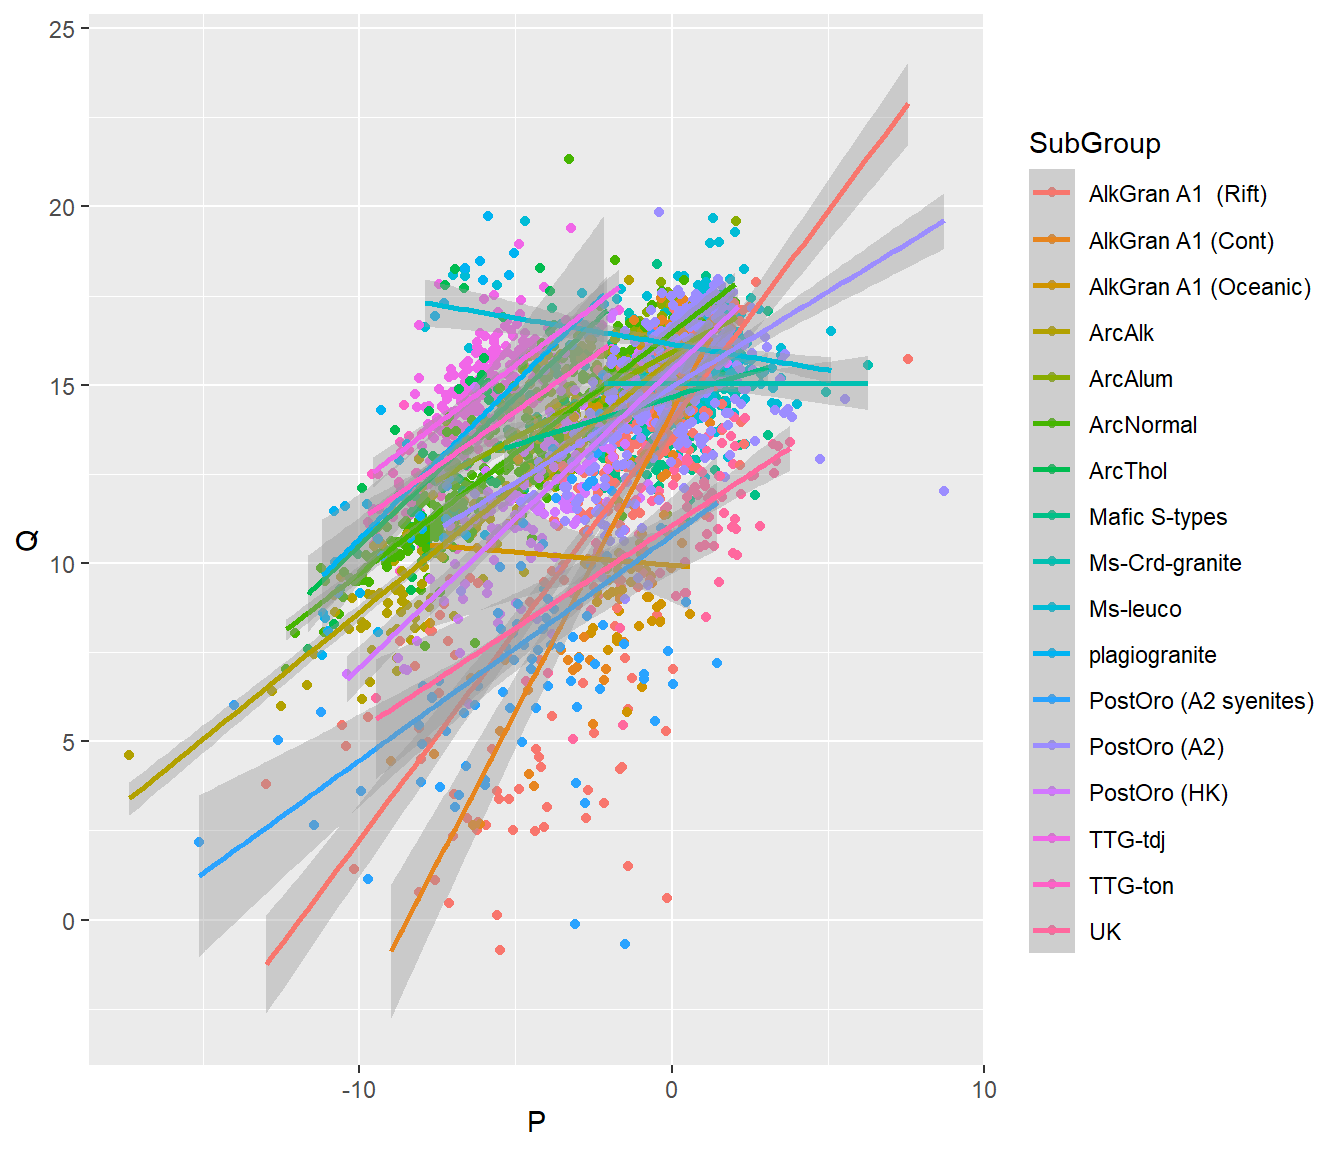 25
20
15
10
5
0
Q
-10
0
10
P
SubGroup
AlkGran A1  (Rift)
AlkGran A1 (Cont)
AlkGran A1 (Oceanic)
ArcAlk
ArcAlum
ArcNormal
ArcThol
Mafic S-types
Ms-Crd-granite
Ms-leuco
plagiogranite
PostOro (A2 syenites)
PostOro (A2)
PostOro (HK)
TTG-tdj
TTG-ton
UK